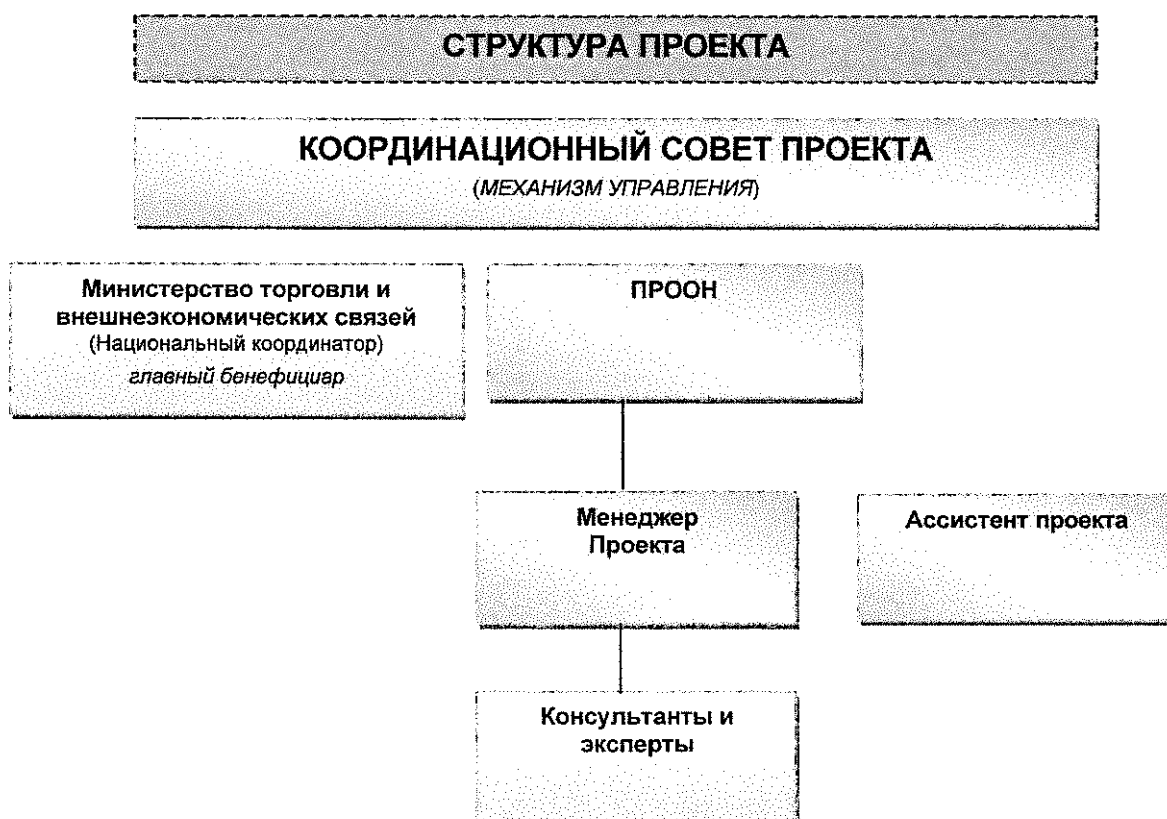 СТРУКТУРА ПРОЕКТА
КООРДИНАЦИОННЫЙ СОВЕТ ПРОЕКТА
(МЕХАНИЗМ УПРАВЛЕНИЯ)
Министерство торговли и
внешнеэкономических связей
(Национальный координатор)
главный бенефициар
ПРООН
Менеджер
Проекта
Ассистент проекта
Консультанты и
эксперты